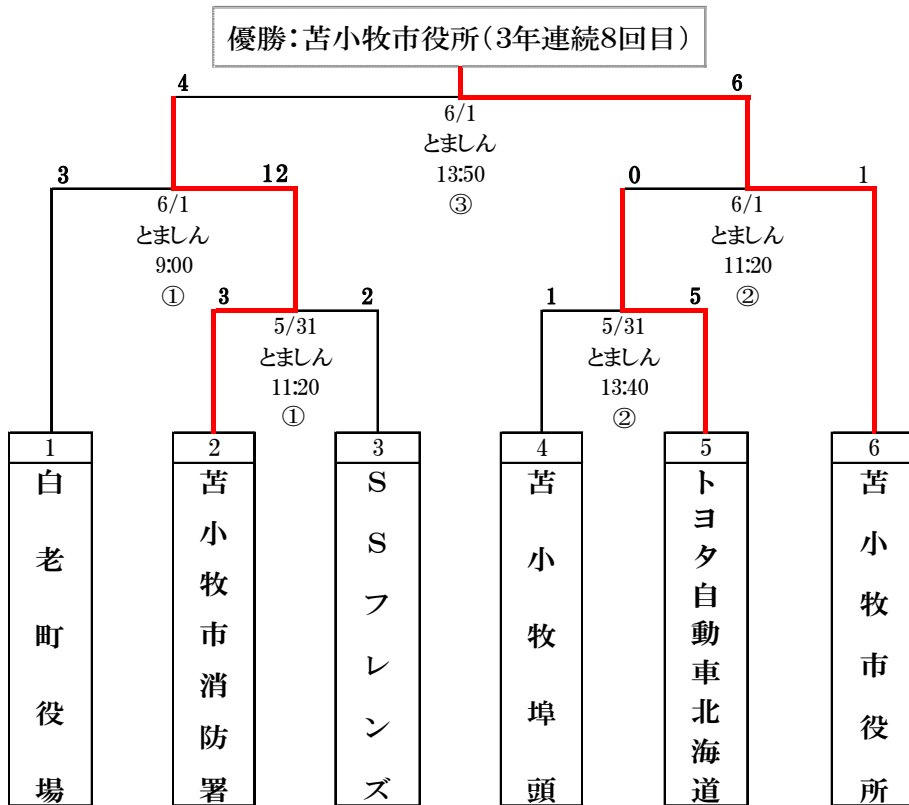 優勝：苫小牧市役所（3年連続8回目）
4
6
6/1
とましん
13:50
③
3
12
6/1
とましん
9:00
①
0
1
6/1
とましん
11:20
②
3
2
5/31
とましん
11:20
①
1
5
5/31
とましん
13:40
②
1
白老町役場
2
苫小牧市消防署
3
SSフレンズ
4
苫小牧埠頭
5
トヨタ自動車北海道
6
苫小牧市役所